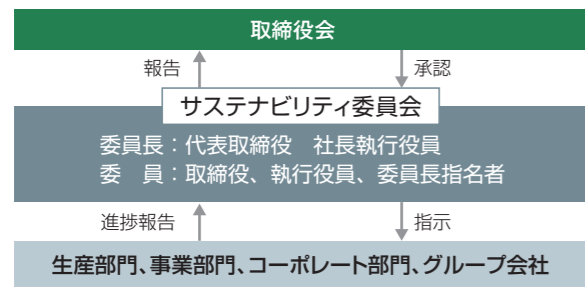 取締役会
報告
承認
サステナビリティ委員会
委員長：代表取締役　社長執行役員
委　員：取締役、執行役員、委員長指名者
進捗報告
指示
生産部門、事業部門、コーポレート部門、グループ会社